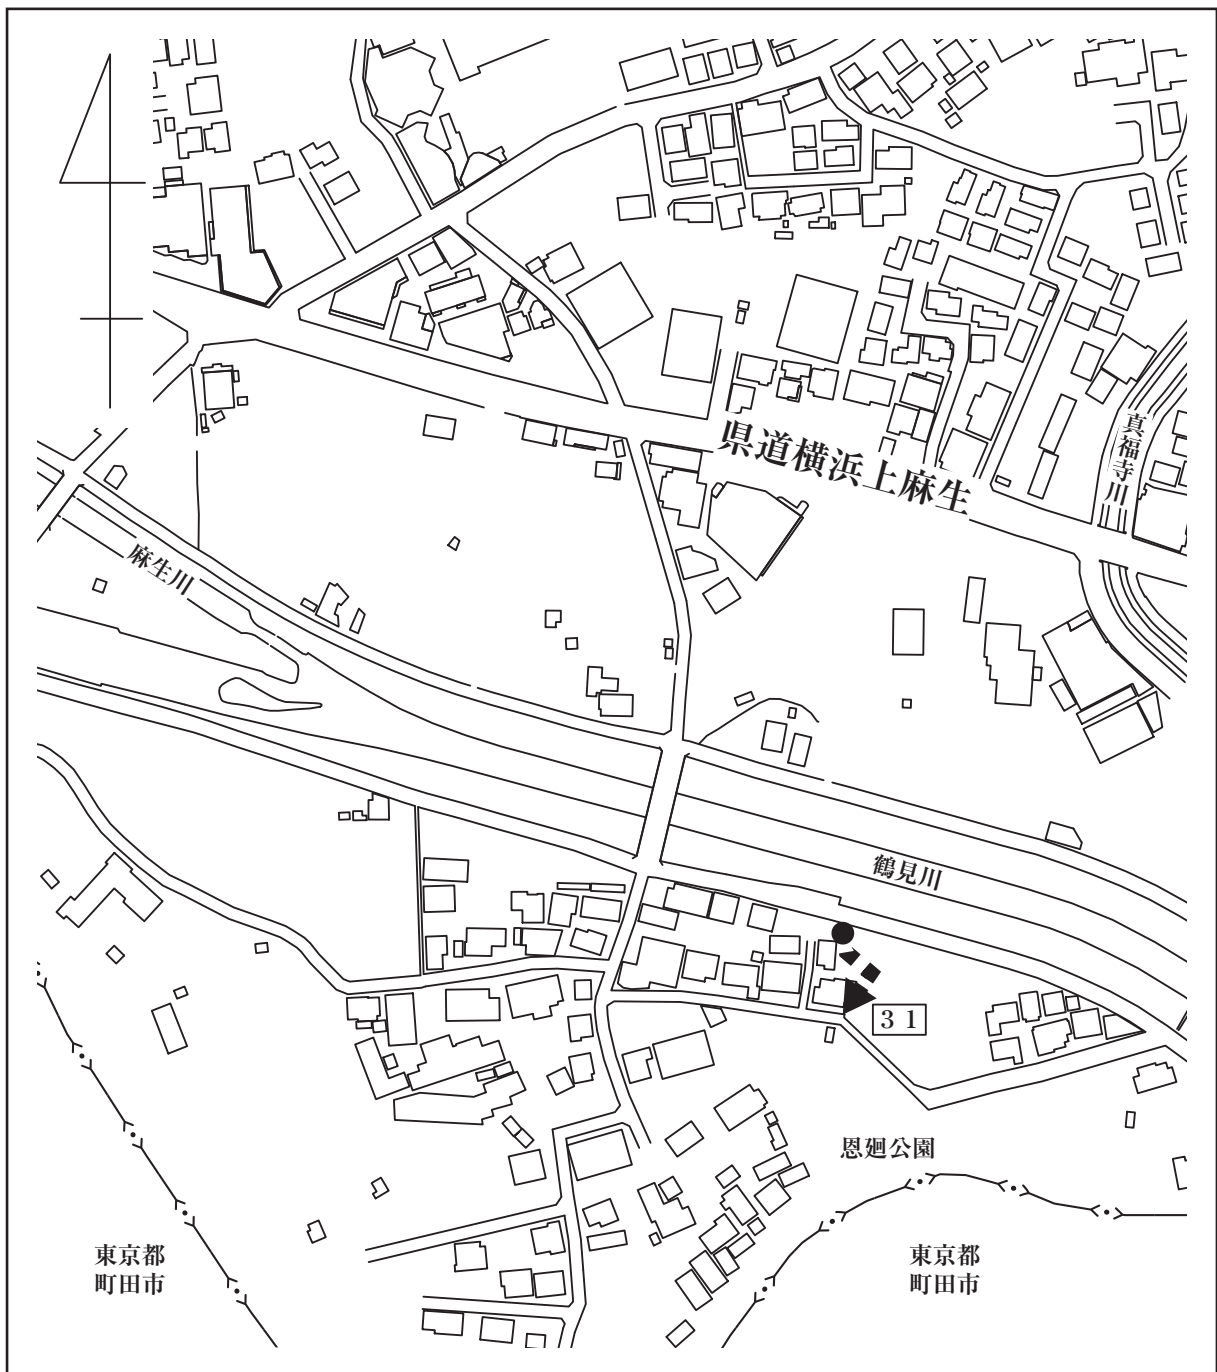 県道横浜上麻生
真福寺川
麻生川
鶴見川
３１
恩廻公園
東京都
町田市
東京都
町田市